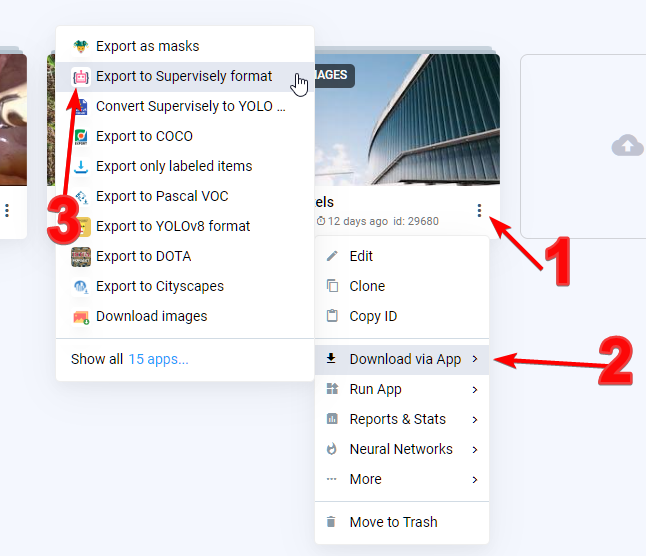 Export as masks
Export to Supervisely format
Convert Supervisely to YOLO ...
Export to COCO
Export only labeled items
Export to Pascal VOC
Export to YOLOv8 format
Export to DOTA
Export to Cityscapes
Download images
Show all 15 apps...
3
MAGES
els
12 days ago id: 29680
1
Edit
Clone
Copy ID
Download via App
2
Run App
Reports & Stats
Neural Networks
More
Move to Trash